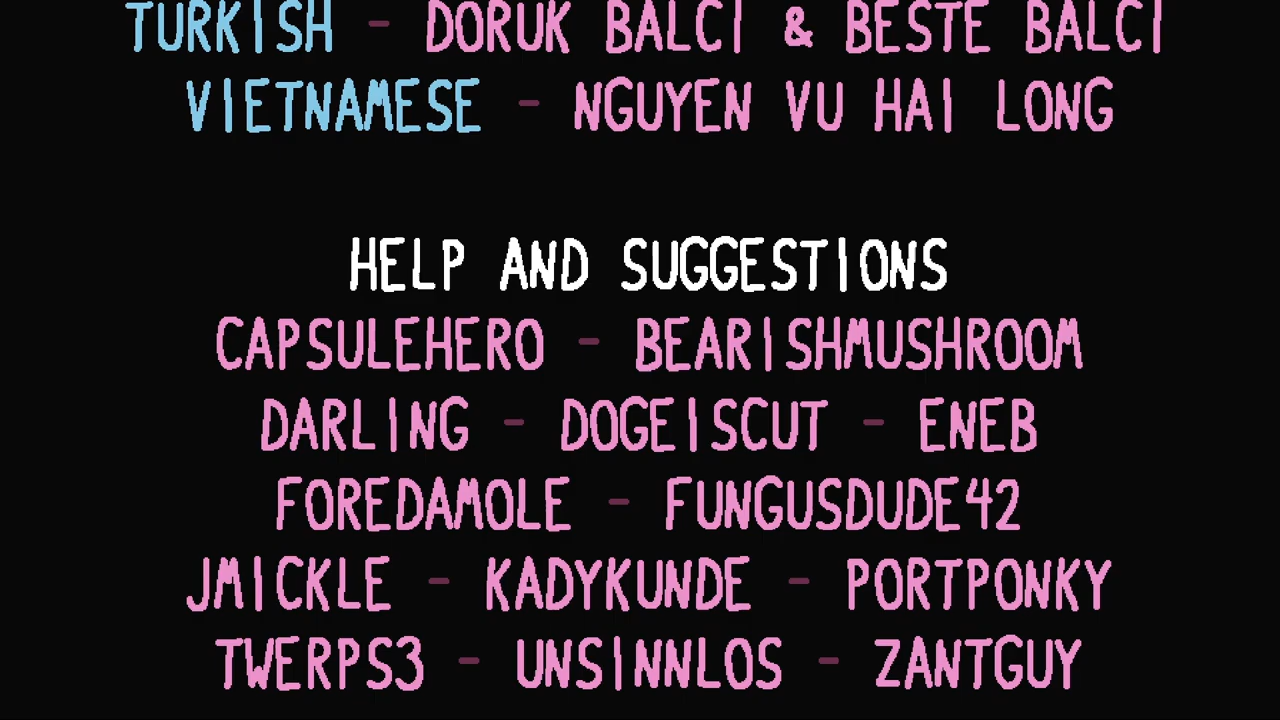 TURKISH - DORUK BALCI & BESTE BALCI
VIETNAMESE - NGUYEN VU HAI LONG
HELP AND SUGGESTIONS
CAPSULEHERO - BEARISHMUSHROOM
DARLING - DOGEISCUT - ENEB
FOREDAMOLE - FUNGUSDUDE42
JMICKLE - KADYKUNDE - PORTPONKY
TWERPS3 - UNSINNLOS - ZANTGUY